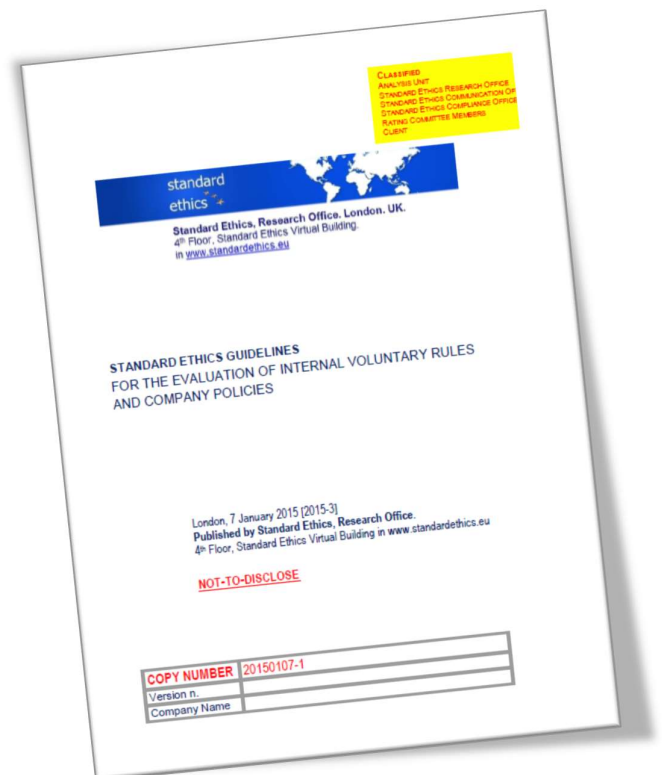 CLASSIFIED
ANALYSIS UNIT
STANDARD ETHICS RESEARCH OFFICE
STANDARD ETHICS COMMUNICATION OF
STANDARD ETHICS COMPLIANCE OFFICE
RATING COMMITTEE MEMBERS
CLIENT
standard
ethics
Standard Ethics, Research Office. London. UK.
4th Floor, Standard Ethics Virtual Building.
in www.standardethics.eu
STANDARD ETHICS GUIDELINES
FOR THE EVALUATION OF INTERNAL VOLUNTARY RULES
AND COMPANY POLICIES
London, 7 January 2015 [2015-3]
Published by Standard Ethics, Research Office.
4th Floor, Standard Ethics Virtual Building in www.standardethics.eu
NOT-TO-DISCLOSE
COPY NUMBER 20150107-1
Version n.
Company Name